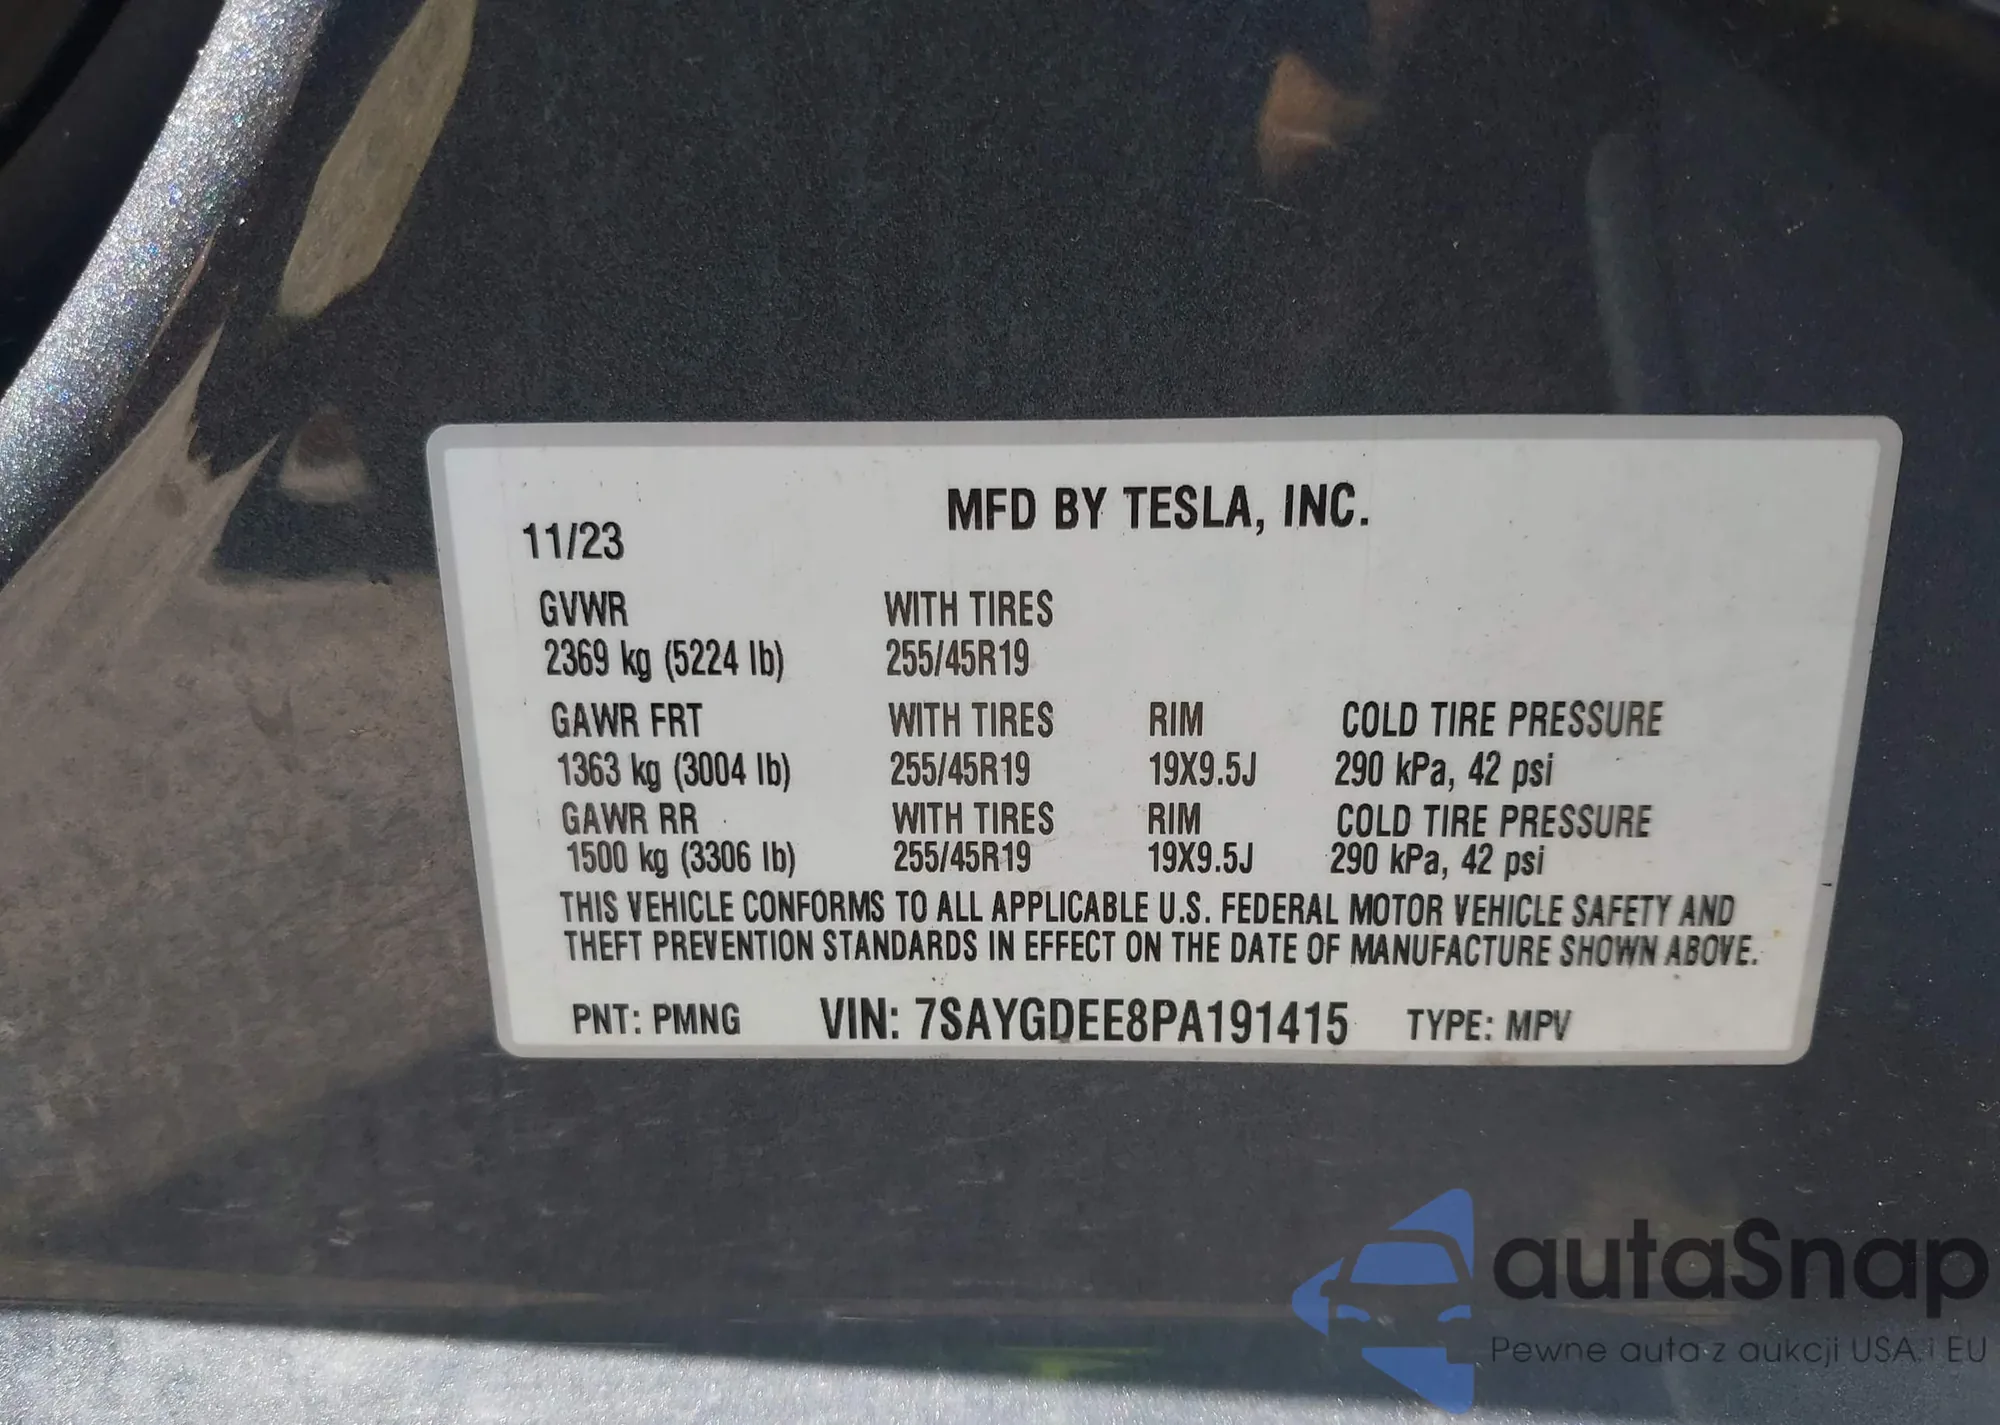 MFD BY TESLA, INC.
11/23
GVWR WITH TIRES
2369 kg (5224 lb) 255/45R19
GAWR FRT WITH TIRES RIM COLD TIRE PRESSURE
1363 kg (3004 lb) 255/45R19 19X9.5J 290 kPa, 42 psi
GAWR RR WITH TIRES RIM COLD TIRE PRESSURE
1500 kg (3306 lb) 255/45R19 19X9.5J 290 kPa, 42 psi
THIS VEHICLE CONFORMS TO ALL APPLICABLE U.S. FEDERAL MOTOR VEHICLE SAFETY AND
THEFT PREVENTION STANDARDS IN EFFECT ON THE DATE OF MANUFACTURE SHOWN ABOVE.
PNT: PMNG VIN: 7SAYGDEE8PA191415 TYPE: MPV
autaSnap
Pewne auta z aukcji USA i EU